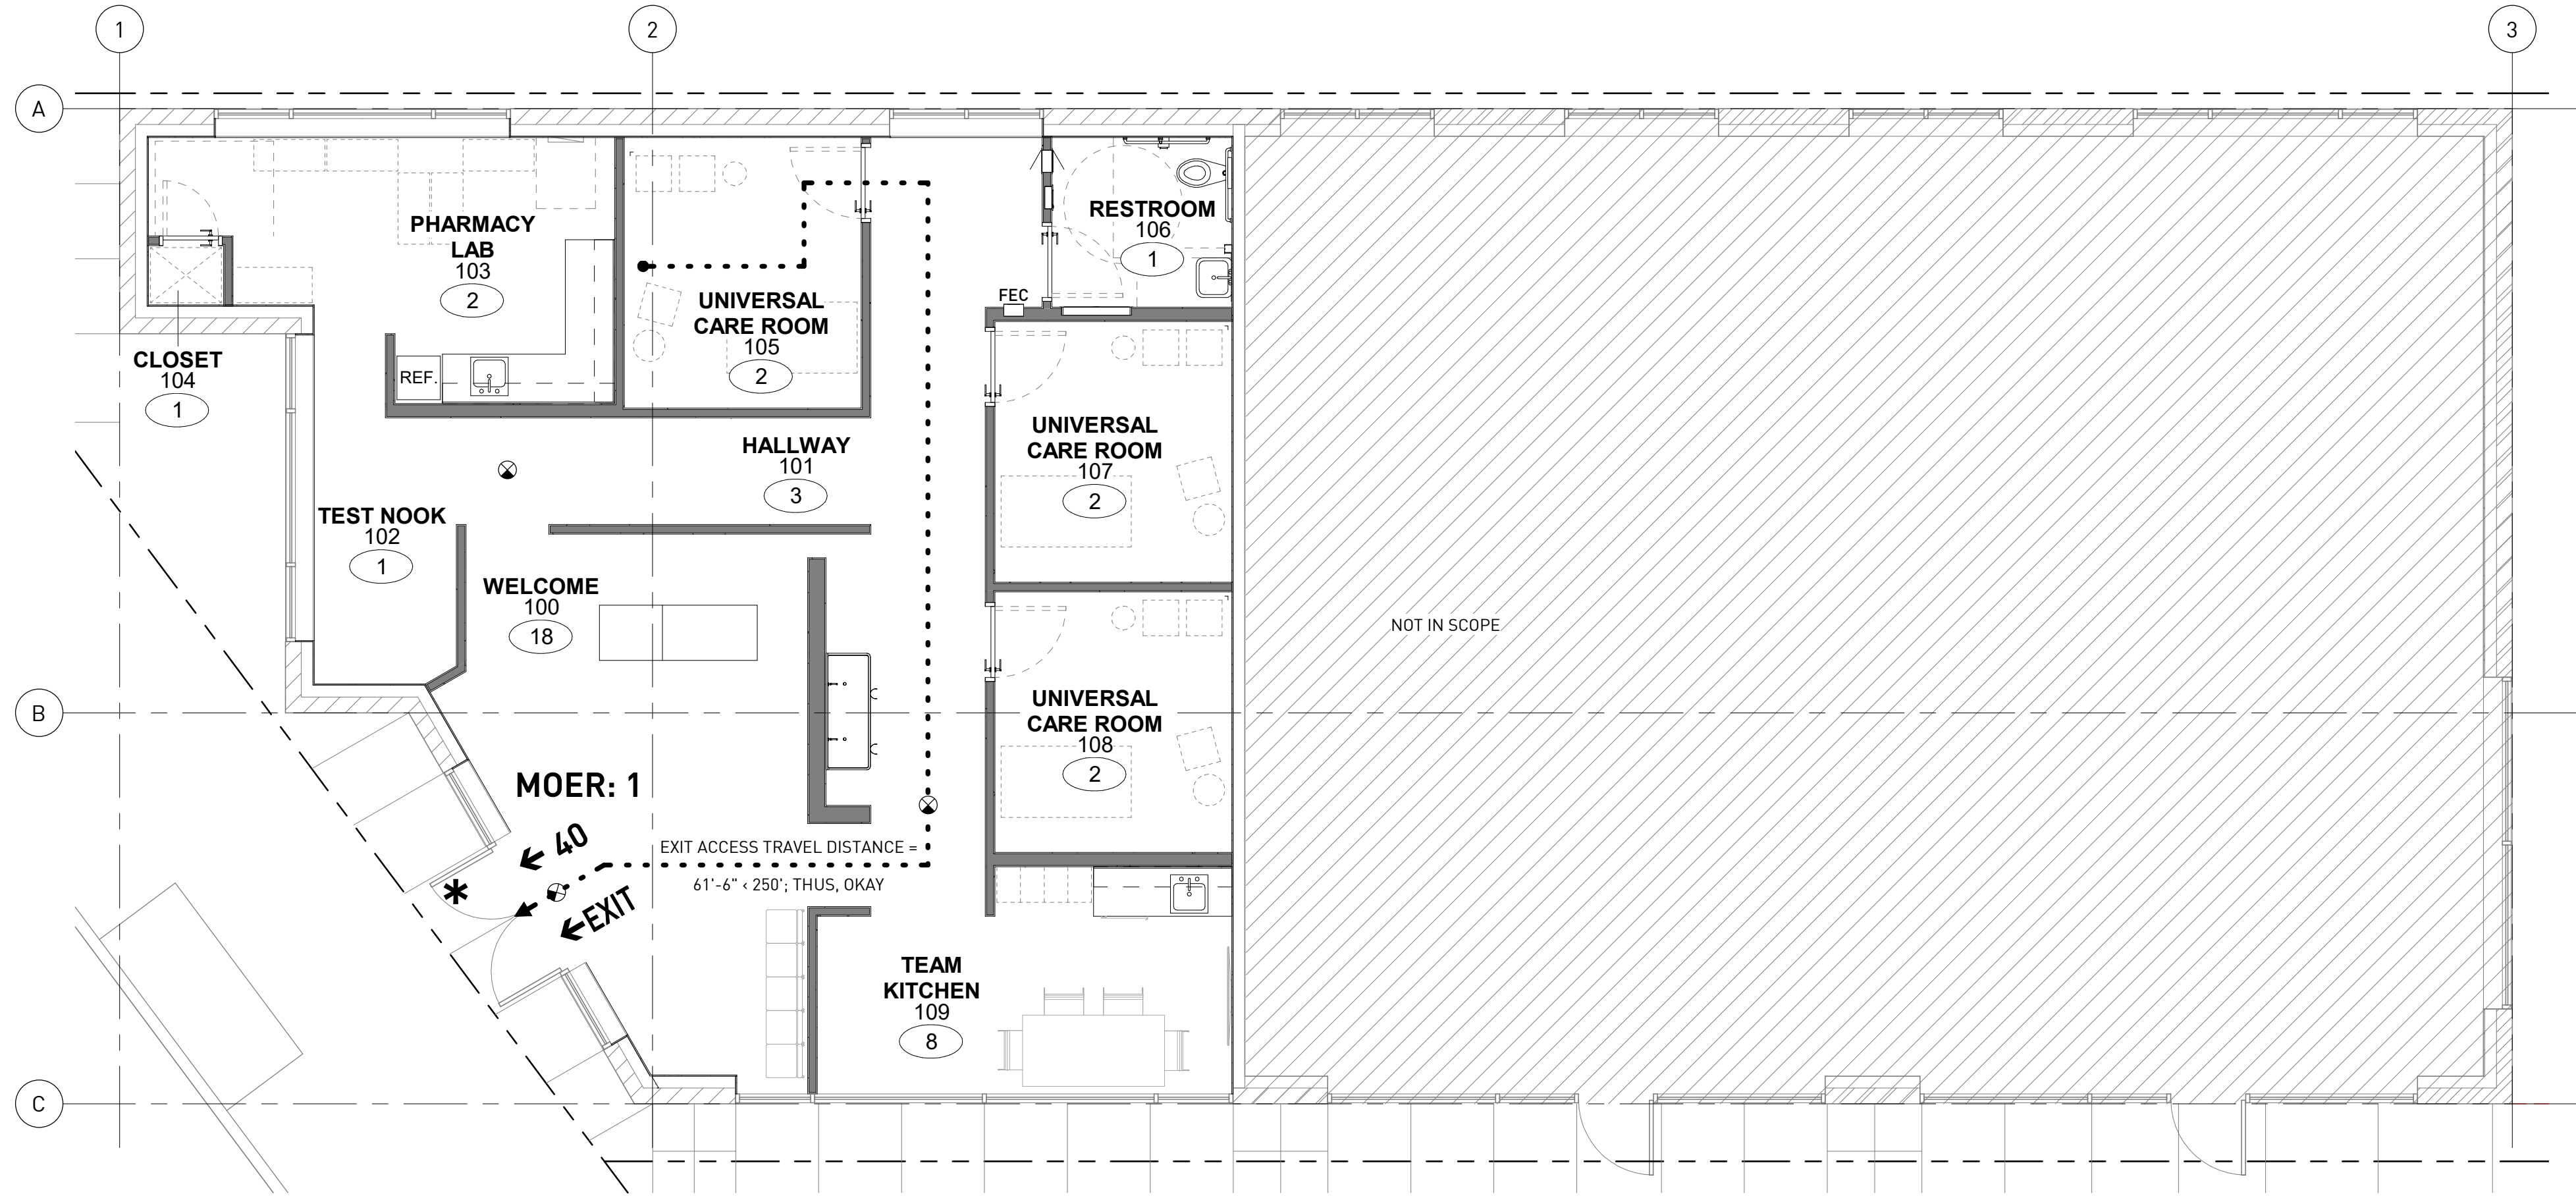 1
2
3
A
PHARMACY
LAB
103
2
RESTROOM
106
1
FEC
UNIVERSAL
CARE ROOM
105
2
CLOSET
104
1
REF.
UNIVERSAL
CARE ROOM
107
2
HALLWAY
101
3
TEST NOOK
102
1
WELCOME
100
18
NOT IN SCOPE
UNIVERSAL
CARE ROOM
108
2
B
MOER: 1
← 40
EXIT ACCESS TRAVEL DISTANCE =
61'-6" < 250'; THUS, OKAY
*
←EXIT
TEAM
KITCHEN
109
8
C